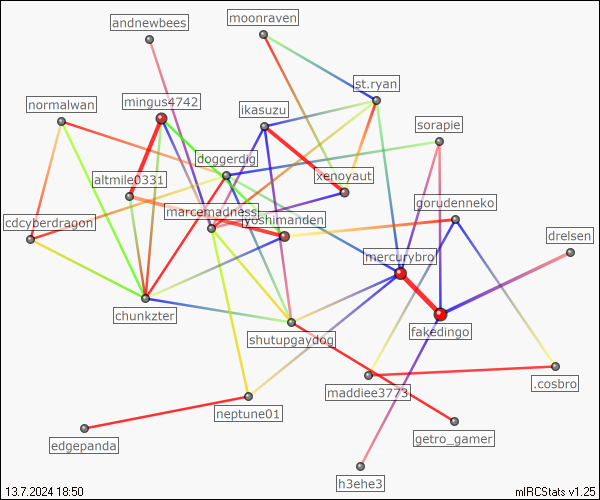 andnewbees
moonraven
st.ryan
normalwan
mingus4742
ikasuzu
sorapie
doggerdig
altmile0331
xenoyaut
cdcyberdragon
marcemadness
yoshimanden
gorudenneko
drelsen
mercurybro
chunkzter
fakedingo
shutupgaydog
maddiee3773
.cosbro
neptune01
edgepanda
getro_gamer
h3ehe3
13.7.2024 18:50
mIRCStats v1.25